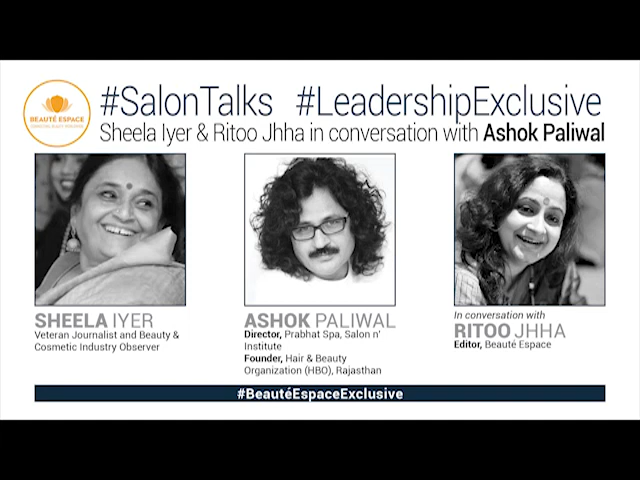 BEAUTÉ ESPACE
#SalonTalks #LeadershipExclusive
Sheela Iyer & Ritoo Jhha in conversation with Ashok Paliwal
SHEELA IYER
Veteran Journalist and Beauty &
Cosmetic Industry Observer
ASHOK PALIWAL
Director, Prabhat Spa, Salon n'
Institute
Founder, Hair & Beauty
Organization (HBO), Rajasthan
In conversation with
RITOO JHHA
Editor, Beauté Espace
#BeautéEspaceExclusive